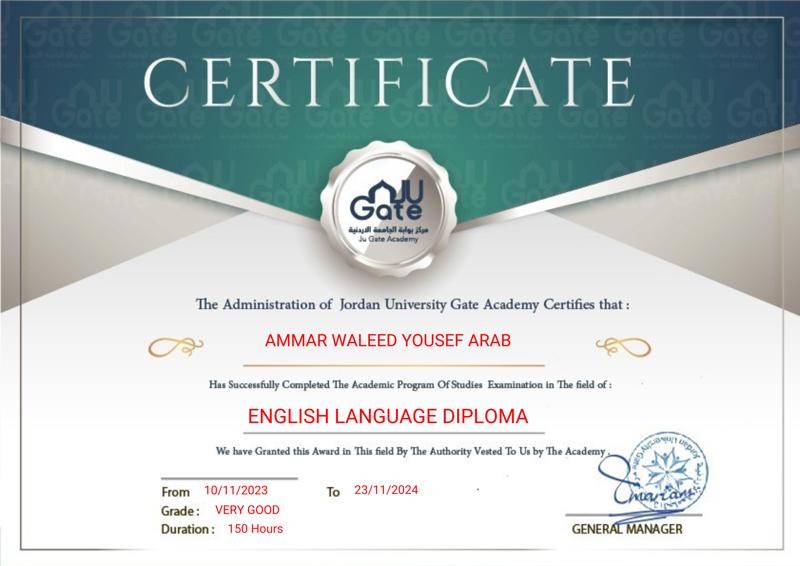 CERTIFICATE
JU
Gate
مركز بوابة الجامعة الاردنية
Ju Gate Academy
The Administration of Jordan University Gate Academy Certifies that :
AMMAR WALEED YOUSEF ARAB
Has Successfully Completed The Academic Program Of Studies Examination in The field of :
ENGLISH LANGUAGE DIPLOMA
We have Granted this Award in This field By The Authority Vested To Us by The Academy.
From 10/11/2023 To 23/11/2024
Grade : VERY GOOD
Duration : 150 Hours
GENERAL MANAGER